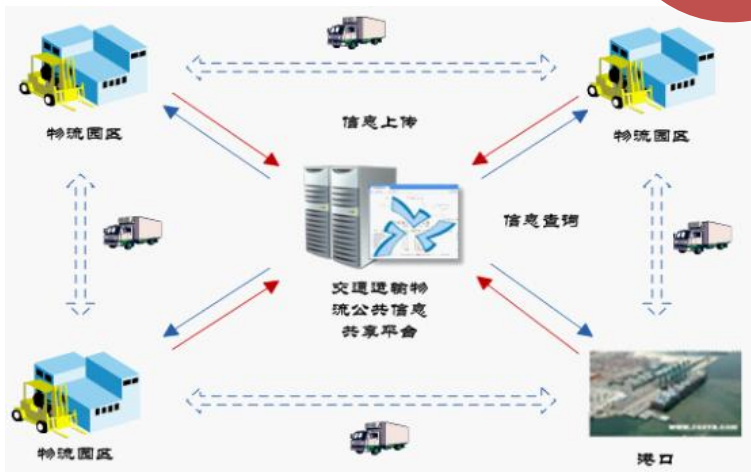 信息上传
物流园区
物流园区
信息查询
交通运输物
流公共信息
共享平台
物流园区
港口